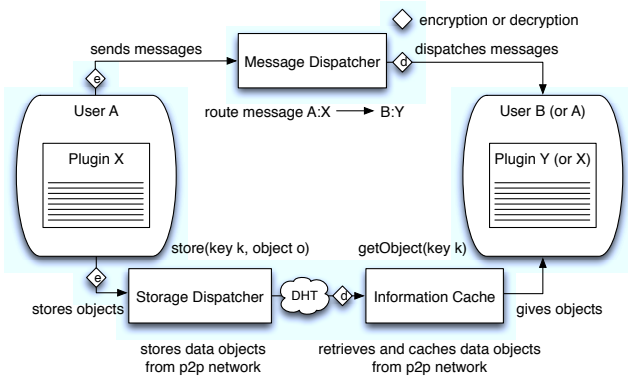 encryption or decryption
sends messages
Message Dispatcher
dispatches messages
e
d
User A
route message A:X B:Y
User B (or A)
Plugin X
Plugin Y (or X)
store(key k, object o)
getObject(key k)
e
stores objects
Storage Dispatcher
DHT
d
Information Cache
gives objects
stores data objects
from p2p network
retrieves and caches data objects
from p2p network